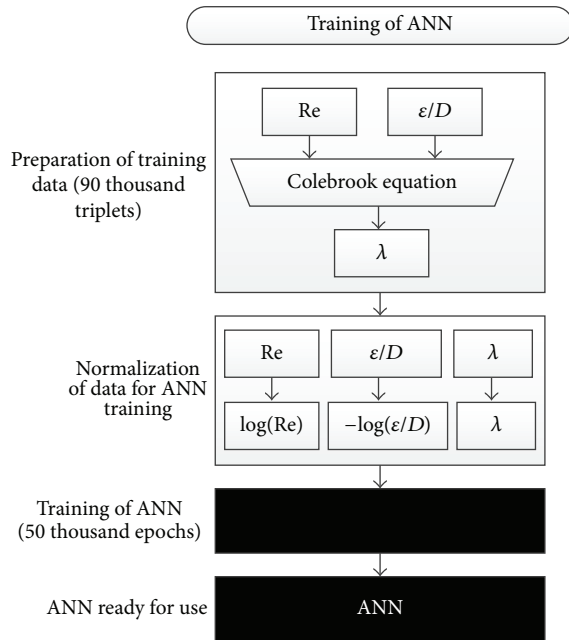 Training of ANN
Preparation of training
data (90 thousand
triplets)
Re
ε/D
Colebrook equation
λ
Normalization
of data for ANN
training
Re
ε/D
λ
log(Re)
−log(ε/D)
λ
Training of ANN
(50 thousand epochs)
ANN ready for use
ANN